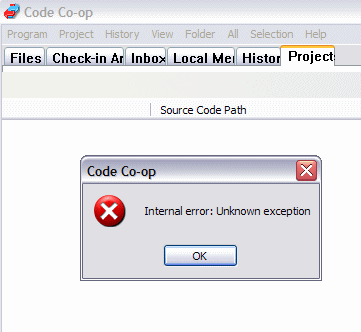 Code Co-op
Program Project History View Folder All Selection Help
Files Check-in Ar Inbox Local Mer Histor Project
Source Code Path
Code Co-op
Internal error: Unknown exception
OK